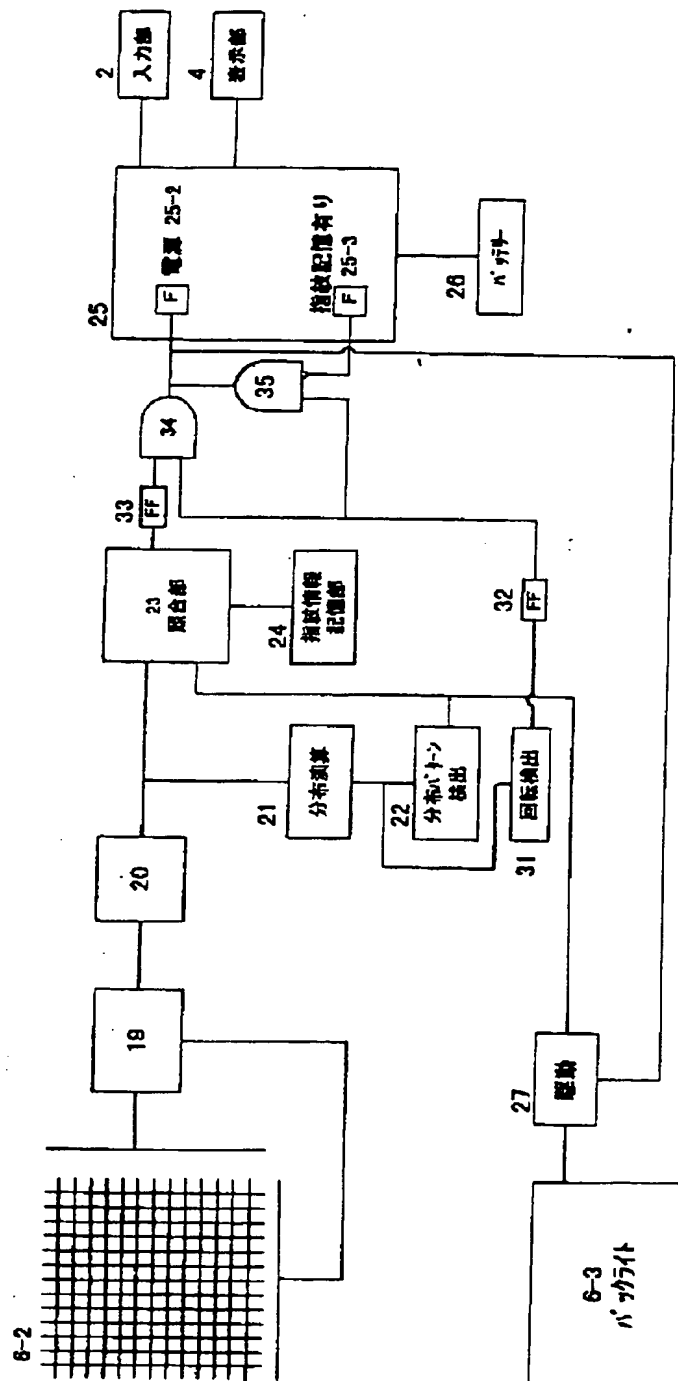 6-2
19
20
21
分布演算
22
分布ﾊﾟﾀｰﾝ
検出
31
回転検出
32
FF
23
照合部
24
指紋情報
記憶部
33
FF
34
35
25
F
電源 25-2
指紋記憶有り
F
25-3
2
入力部
4
表示部
26
ﾊﾞｯﾃﾘｰ
27
駆動
6-3
ﾊﾞｯｸﾗｲﾄ